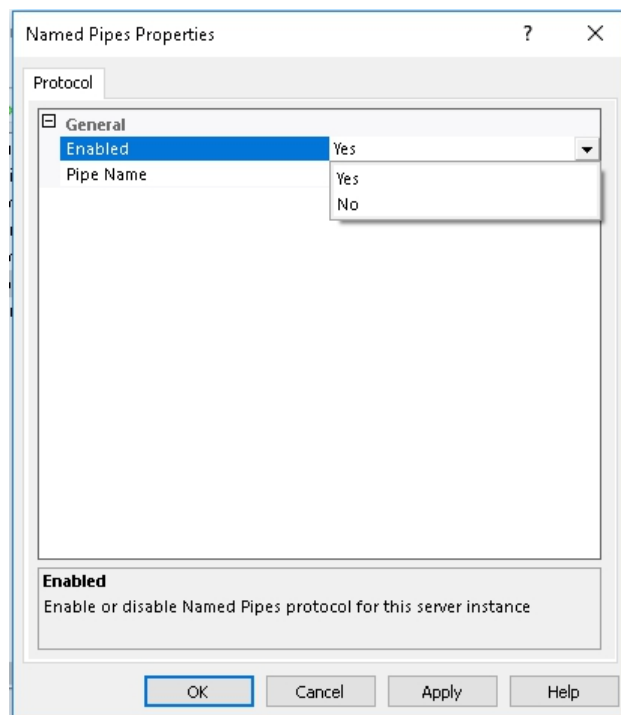 Named Pipes Properties
Protocol
General
Enabled Yes
Pipe Name
Yes
No
Enabled
Enable or disable Named Pipes protocol for this server instance
OK Cancel Apply Help